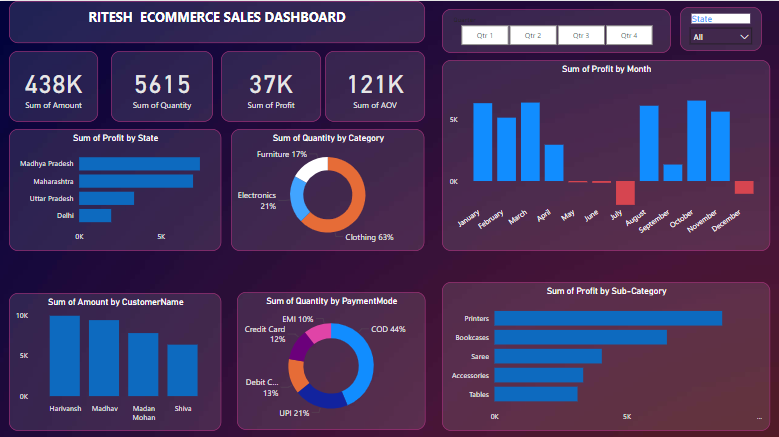 RITESH ECOMMERCE SALES DASHBOARD
Qtr 1 Qtr 2 Qtr 3 Qtr 4
State
All
438K
Sum of Amount
5615
Sum of Quantity
37K
Sum of Profit
121K
Sum of AOV
Sum of Profit by State
Madhya Pradesh
Maharashtra
Uttar Pradesh
Delhi
0K 5K
Sum of Quantity by Category
Furniture 17%
Electronics
21%
Clothing 63%
Sum of Profit by Month
5K
0K
January February March April May June July August September October November December
Sum of Amount by CustomerName
10K
5K
0K
Harivansh Madhav Madan Shiva
Mohan
Sum of Quantity by PaymentMode
EMI 10%
Credit Card
12%
COD 44%
Debit C...
13%
UPI 21%
Sum of Profit by Sub-Category
Printers
Bookcases
Saree
Accessories
Tables
0K 5K ...